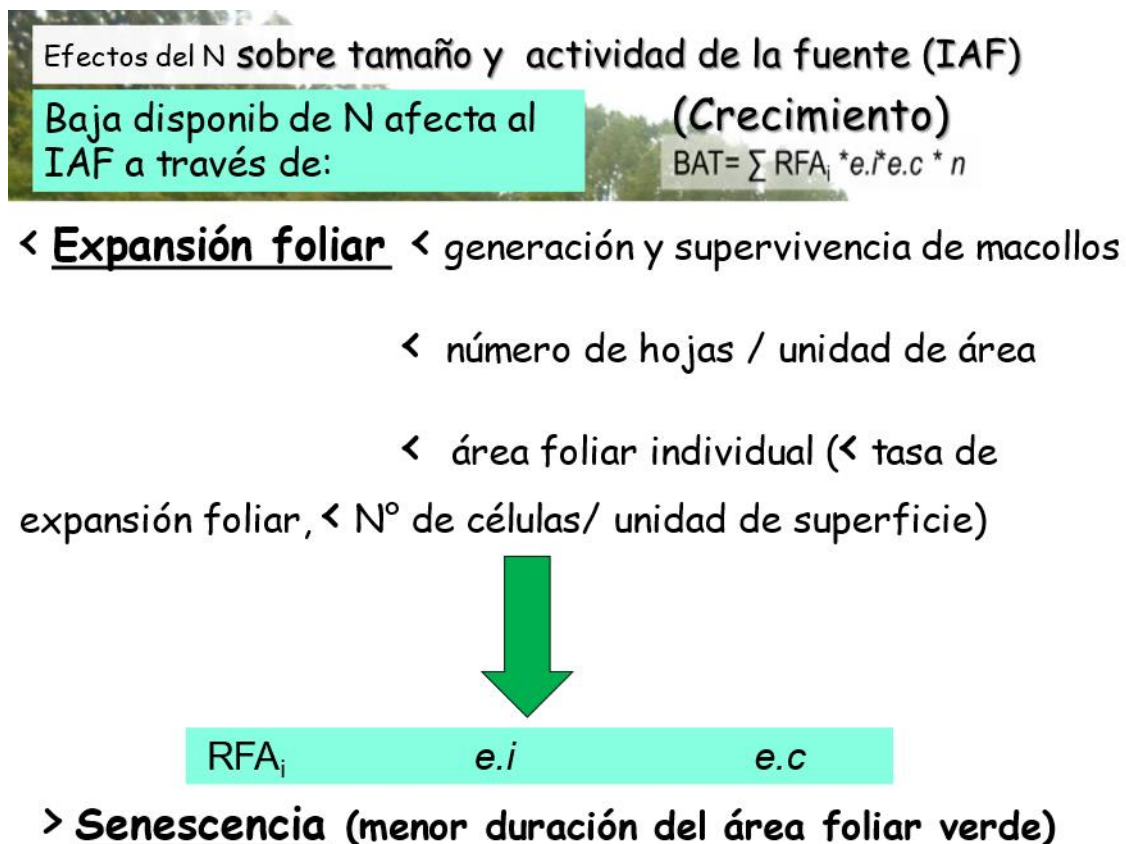 Efectos del N sobre tamaño y actividad de la fuente (IAF)
Baja disponib de N afecta al
IAF a través de:
(Crecimiento)
BAT= ∑ RFAi *e.i*e.c * n
< Expansión foliar < generación y supervivencia de macollos
< número de hojas / unidad de área
< área foliar individual (< tasa de
expansión foliar, < N° de células/ unidad de superficie)
RFAi e.i e.c
> Senescencia (menor duración del área foliar verde)